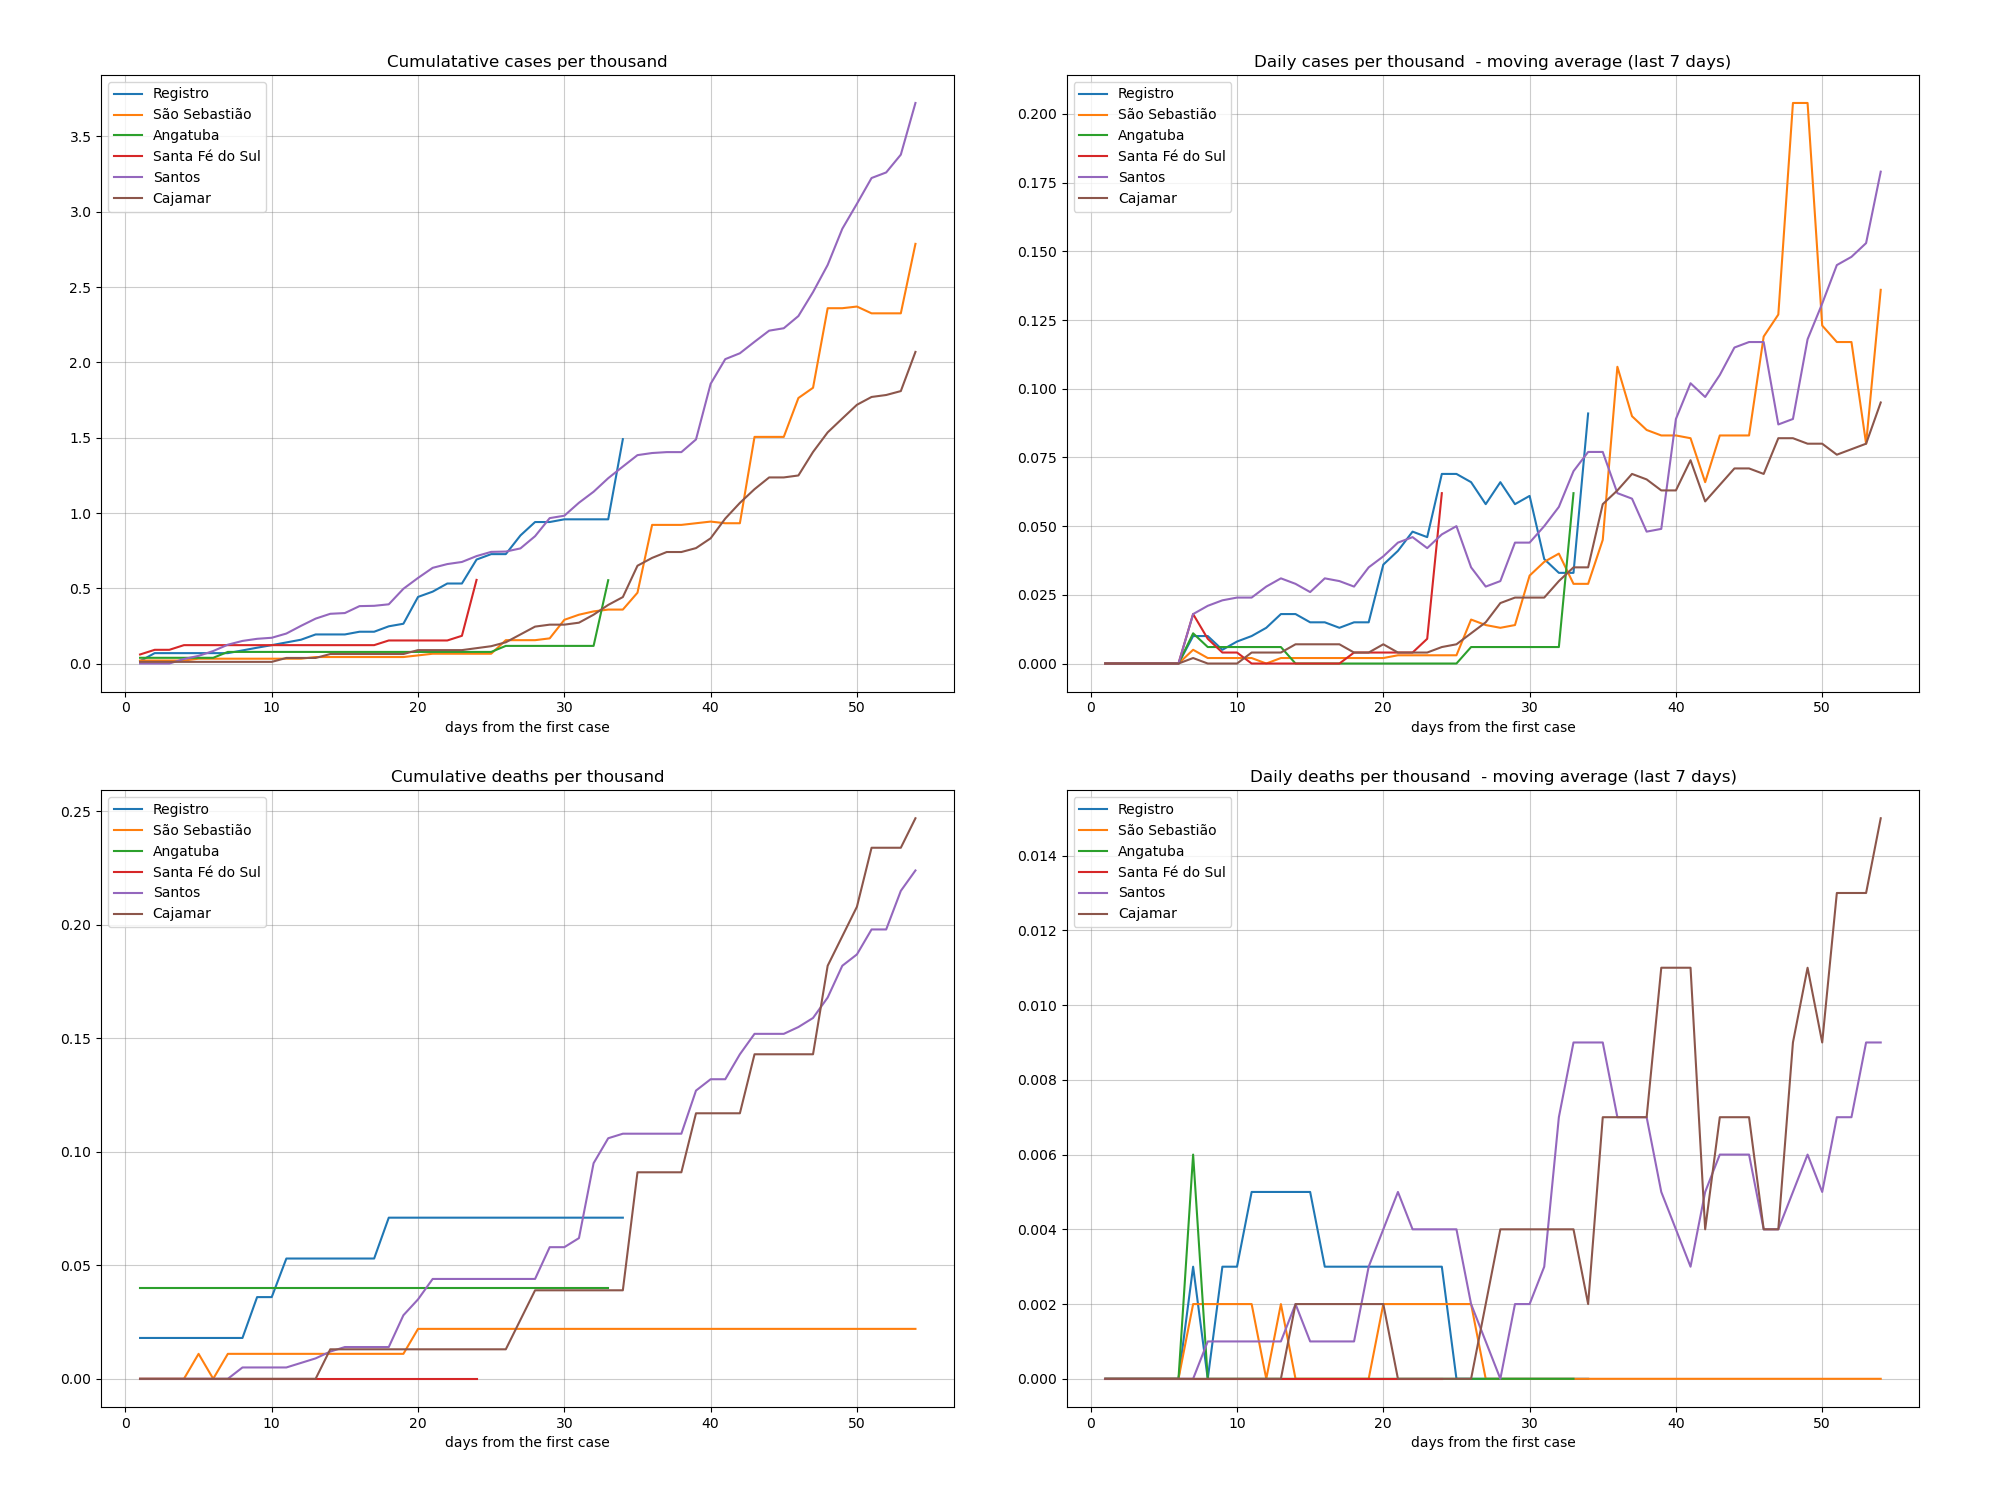 Cumulatative cases per thousand
Registro
São Sebastião
Angatuba
Santa Fé do Sul
Santos
Cajamar
3.5
3.0
2.5
2.0
1.5
1.0
0.5
0.0
0 10 20 30 40 50
days from the first case
Daily cases per thousand  - moving average (last 7 days)
Registro
São Sebastião
Angatuba
Santa Fé do Sul
Santos
Cajamar
0.200
0.175
0.150
0.125
0.100
0.075
0.050
0.025
0.000
0 10 20 30 40 50
days from the first case
Cumulative deaths per thousand
Registro
São Sebastião
Angatuba
Santa Fé do Sul
Santos
Cajamar
0.25
0.20
0.15
0.10
0.05
0.00
0 10 20 30 40 50
days from the first case
Daily deaths per thousand  - moving average (last 7 days)
Registro
São Sebastião
Angatuba
Santa Fé do Sul
Santos
Cajamar
0.014
0.012
0.010
0.008
0.006
0.004
0.002
0.000
0 10 20 30 40 50
days from the first case